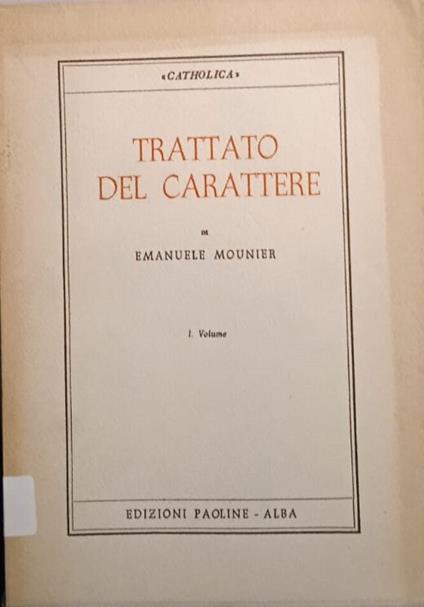 «CATHOLICA»
TRATTATO
DEL CARATTERE
DI
EMANUELE MOUNIER
I. Volume
EDIZIONI PAOLINE - ALBA